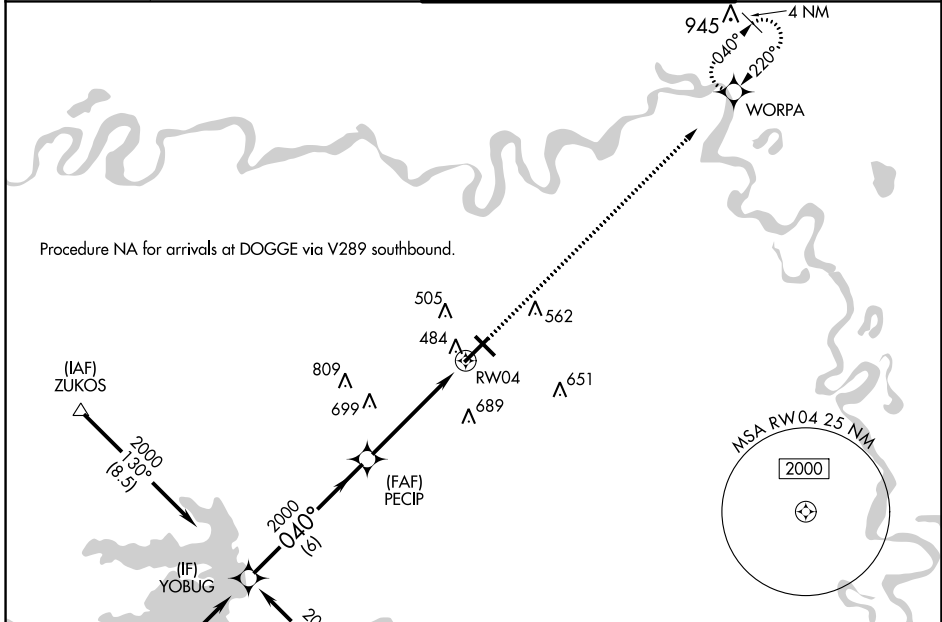 945
4 NM
040°
220°
WORPA
Procedure NA for arrivals at DOGGE via V289 southbound.
505
562
484
RW04
(IAF)
ZUKOS
809
699
651
689
MSA RW04 25 NM
2000
2000
130°
(8.5)
(FAF)
PECIP
2000
040°
(6)
(IF)
YOBUG